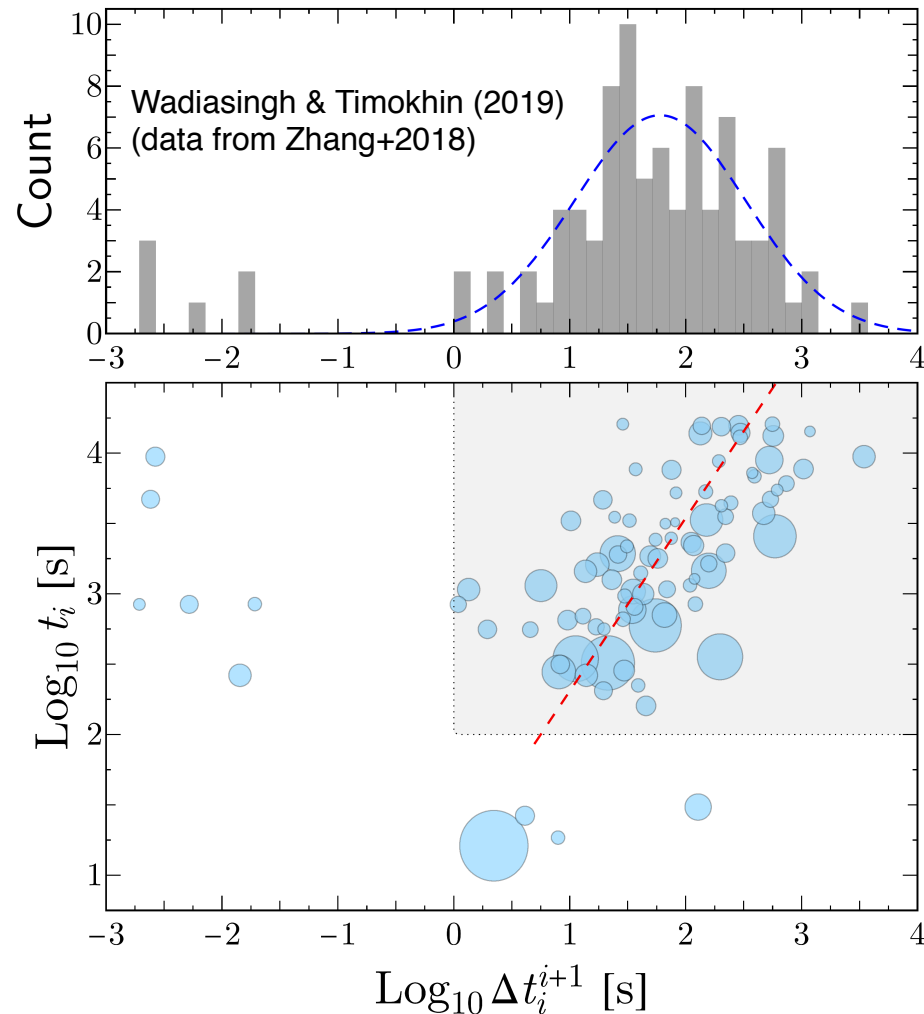 10
8
6
4
2
0
Count
Wadiasingh & Timokhin (2019)
(data from Zhang+2018)
−3 −2 −1 0 1 2 3 4
4
3
2
1
Log₁₀ tᵢ [s]
−3 −2 −1 0 1 2 3 4
Log₁₀ Δtᵢⁱ⁺¹ [s]